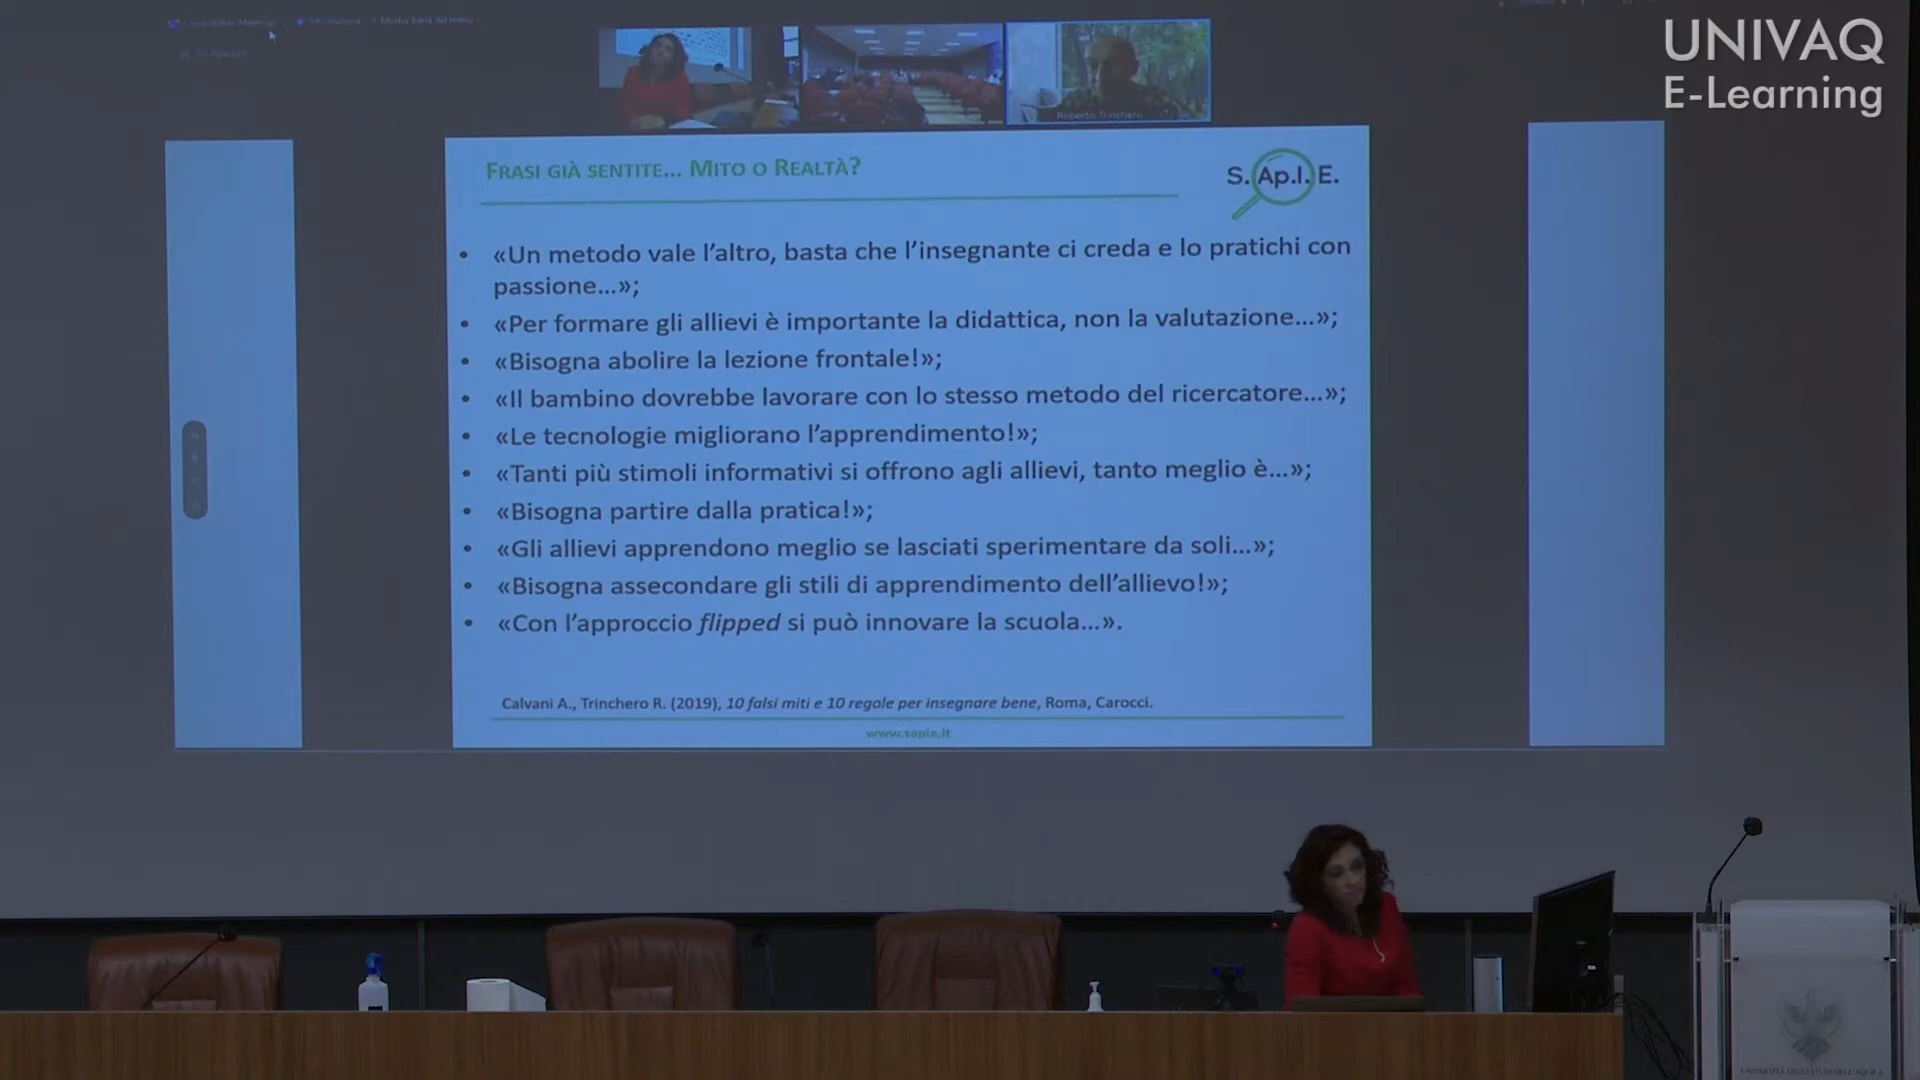 UNIVAQ
E-Learning
Roberto Trinchero
FRASI GIÀ SENTITE... MITO O REALTÀ?
S.Ap.I.E.
• «Un metodo vale l'altro, basta che l'insegnante ci creda e lo pratichi con
passione...»;
• «Per formare gli allievi è importante la didattica, non la valutazione...»;
• «Bisogna abolire la lezione frontale!»;
• «Il bambino dovrebbe lavorare con lo stesso metodo del ricercatore...»;
• «Le tecnologie migliorano l'apprendimento!»;
• «Tanti più stimoli informativi si offrono agli allievi, tanto meglio è...»;
• «Bisogna partire dalla pratica!»;
• «Gli allievi apprendono meglio se lasciati sperimentare da soli...»;
• «Bisogna assecondare gli stili di apprendimento dell'allievo!»;
• «Con l'approccio flipped si può innovare la scuola...».
Calvani A., Trinchero R. (2019), 10 falsi miti e 10 regole per insegnare bene, Roma, Carocci.
www.sapie.it